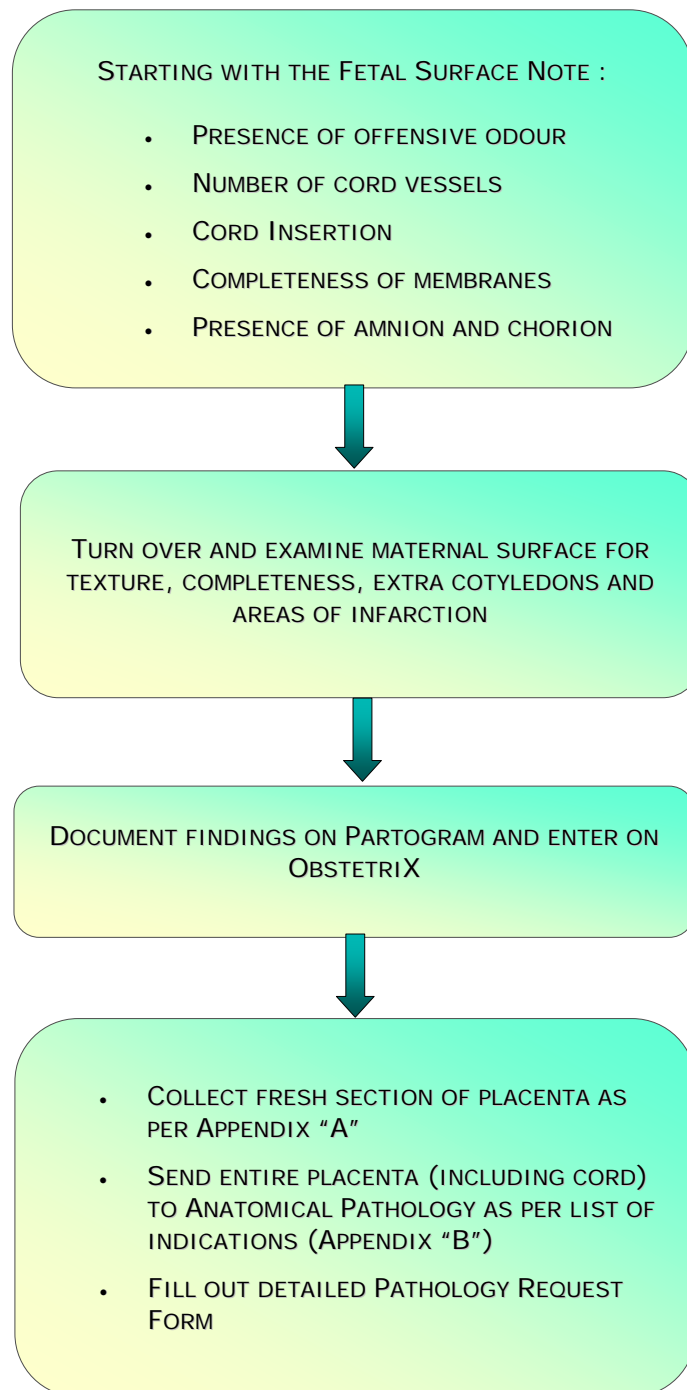 Starting with the Fetal Surface Note :
• Presence of offensive odour
• Number of cord vessels
• Cord Insertion
• Completeness of membranes
• Presence of amnion and chorion
Turn over and examine maternal surface for
texture, completeness, extra cotyledons and
areas of infarction
Document findings on Partogram and enter on
ObstetriX
• Collect fresh section of placenta as
per Appendix "A"
• Send entire placenta (including cord)
to Anatomical Pathology as per list of
indications (Appendix "B")
• Fill out detailed Pathology Request
Form